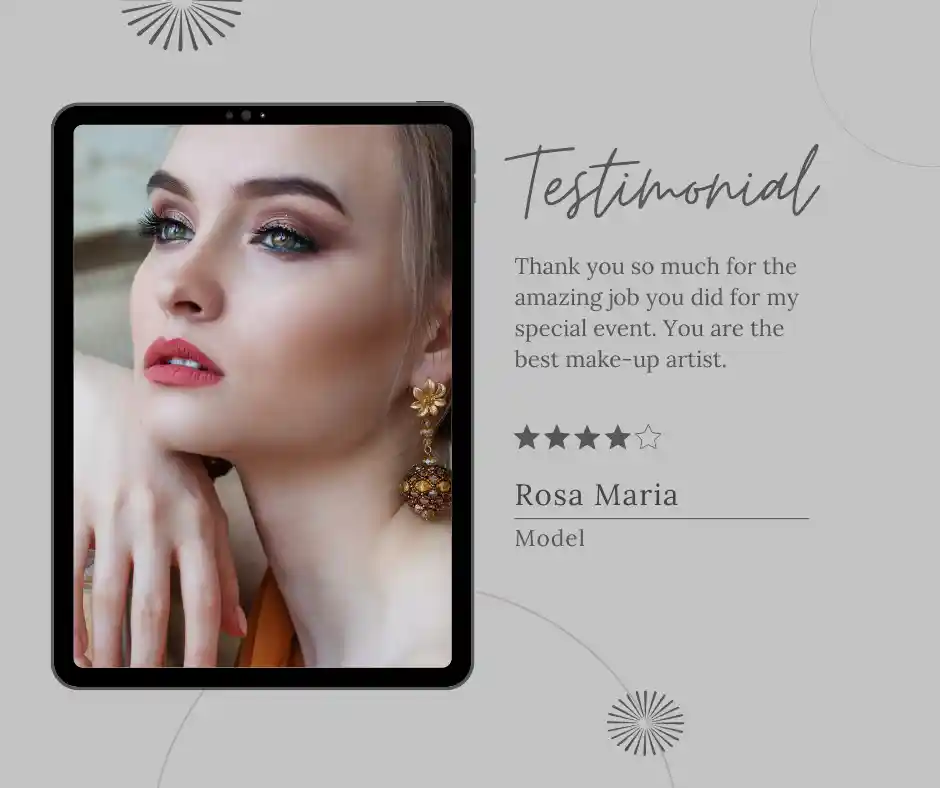 Testimonial
Thank you so much for the
amazing job you did for my
special event. You are the
best make-up artist.
Rosa Maria
Model